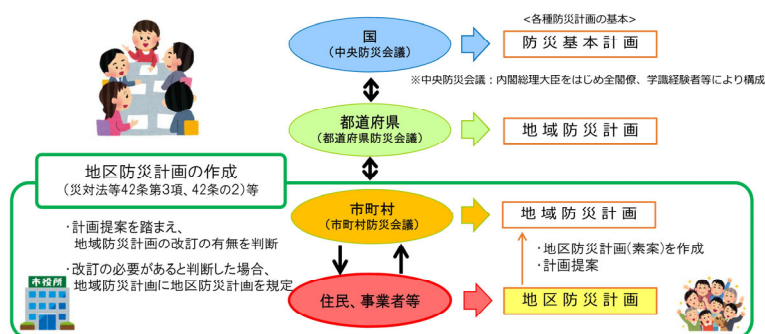 <各種防災計画の基本>
国
(中央防災会議)
防災基本計画
※中央防災会議：内閣総理大臣をはじめ全閣僚、学識経験者等により構成
都道府県
(都道府県防災会議)
地域防災計画
地区防災計画の作成
(災対法等42条第3項、42条の2)等
市町村
(市町村防災会議)
地域防災計画
・計画提案を踏まえ、
地域防災計画の改訂の有無を判断
・改訂の必要があると判断した場合、
地域防災計画に地区防災計画を規定
・地区防災計画(素案)を作成
・計画提案
市役所
住民、事業者等
地区防災計画